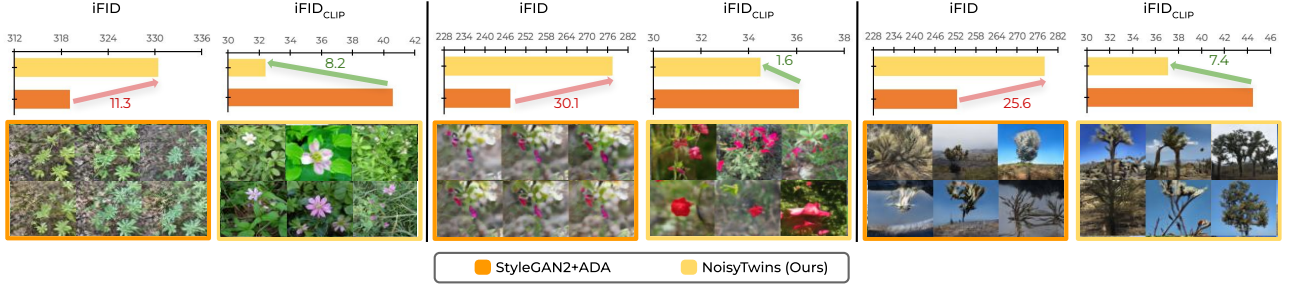 iFID
iFIDCLIP
iFID
iFIDCLIP
iFID
iFIDCLIP
312 318 324 330 336
30 32 34 36 38 40 42
228 234 240 246 252 258 264 270 276 282
30 32 34 36 38
228 234 240 246 252 258 264 270 276 282
30 32 34 36 38 40 42 44 46
8.2
1.6
7.4
11.3
30.1
25.6
StyleGAN2+ADA
NoisyTwins (Ours)